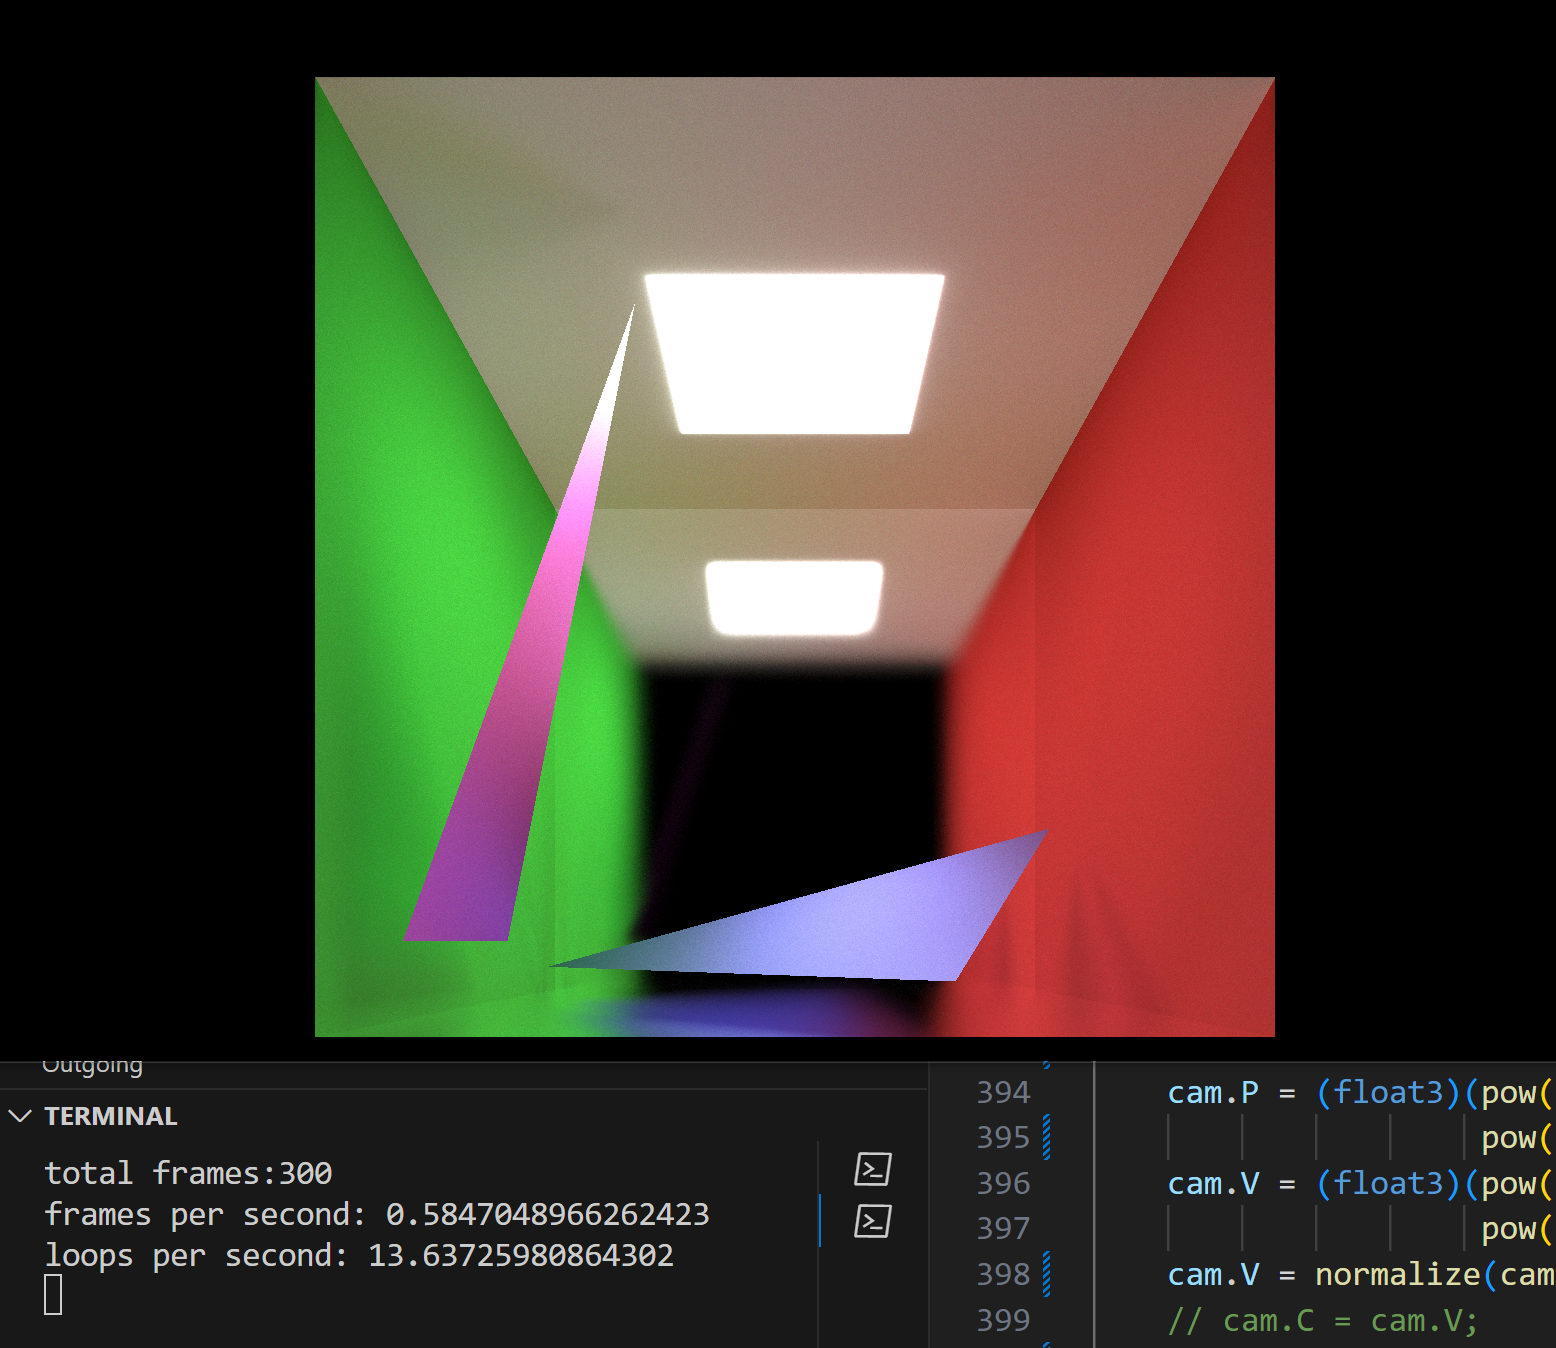 Outgoing
TERMINAL
total frames:300
frames per second: 0.5847048966262423
loops per second: 13.63725980864302
394 cam.P = (float3)(pow(
395 pow(
396 cam.V = (float3)(pow(
397 pow(
398 cam.V = normalize(cam
399 // cam.C = cam.V;